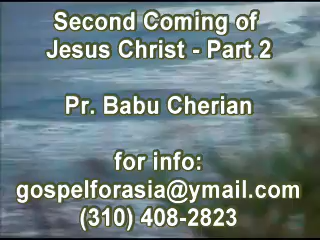 Second Coming of
Jesus Christ - Part 2
Pr. Babu Cherian
for info:
gospelforasia@ymail.com
(310) 408-2823